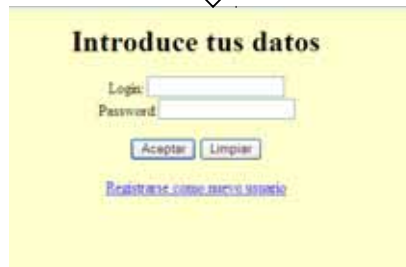 Introduce tus datos
Login:
Password:
Aceptar Limpiar
Registrarse como nuevo usuario